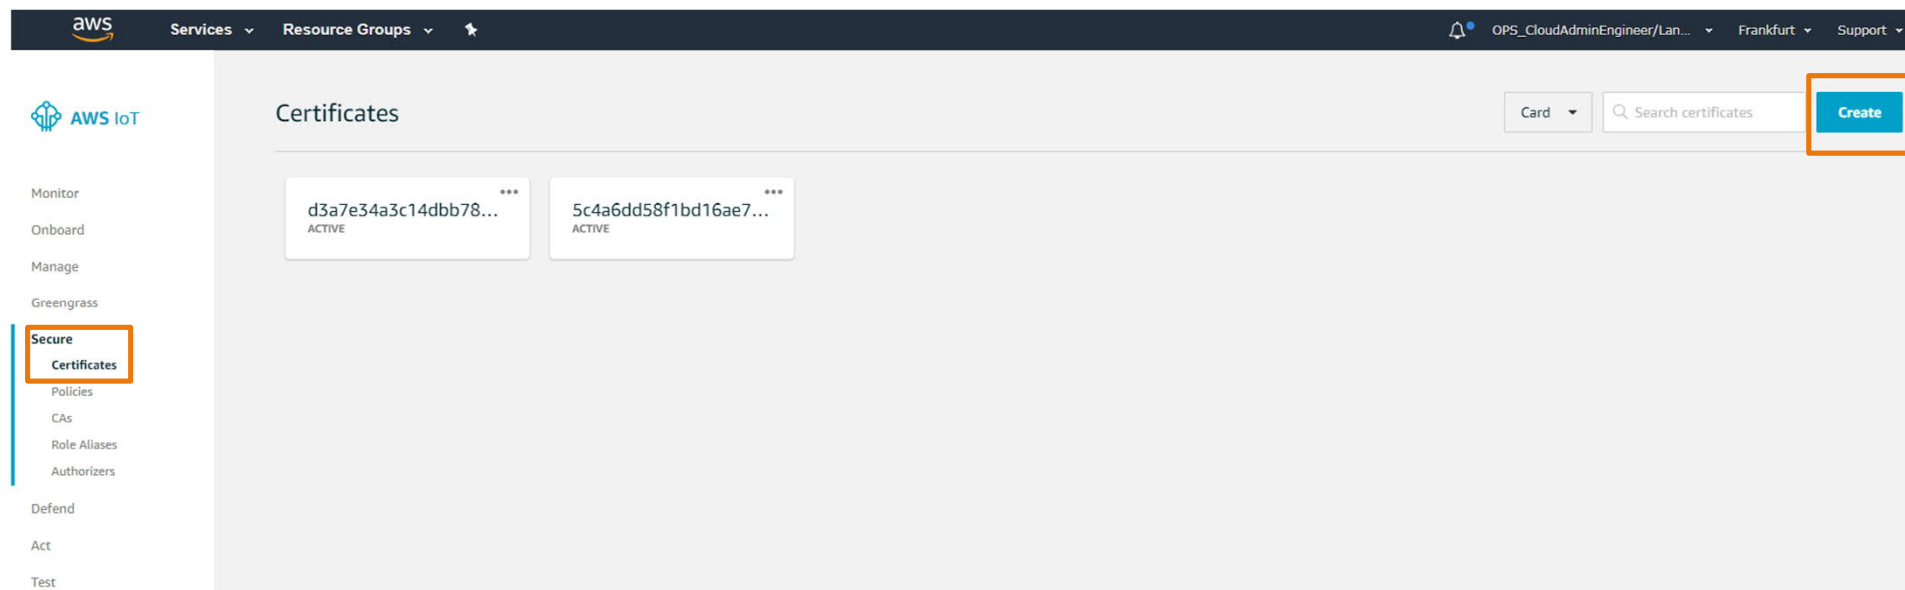 aws Services Resource Groups OPS_CloudAdminEngineer/Lan... Frankfurt Support
AWS IoT
Certificates
Card Search certificates Create
Monitor
Onboard
Manage
Greengrass
Secure
Certificates
Policies
CAs
Role Aliases
Authorizers
Defend
Act
Test
d3a7e34a3c14dbb78...
ACTIVE
5c4a6dd58f1bd16ae7...
ACTIVE